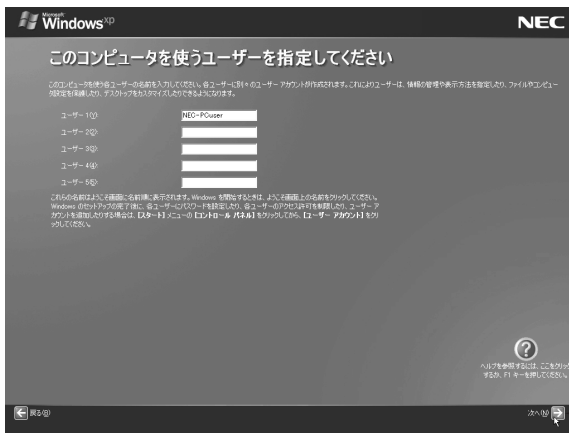 Microsoft
Windows xp
NEC
このコンピュータを使うユーザーを指定してください
このコンピュータを使う各ユーザーの名前を入力してください。各ユーザーに別々のユーザー アカウントが作成されます。これによりユーザーは、情報の管理や表示方法を指定したり、ファイルやコンピュー
タ設定を保護したり、デスクトップをカスタマイズしたりできるようになります。
ユーザー 1(Y) NEC-PCuser
ユーザー 2(2)
ユーザー 3(3)
ユーザー 4(4)
ユーザー 5(5)
これらの名前はようこそ画面に名前順に表示されます。Windows を開始するときは、ようこそ画面上の名前をクリックしてください。
Windows のセットアップの完了後に、各ユーザーにパスワードを設定したり、各ユーザーのアクセス許可を制限したり、ユーザー ア
カウントを追加したりする場合は、[スタート] メニューの [コントロール パネル] をクリックしてから、[ユーザー アカウント] をクリ
ックしてください。
ヘルプを参照するには、ここをクリック
するか、F1 キーを押してください。
戻る(B)
次へ(N)